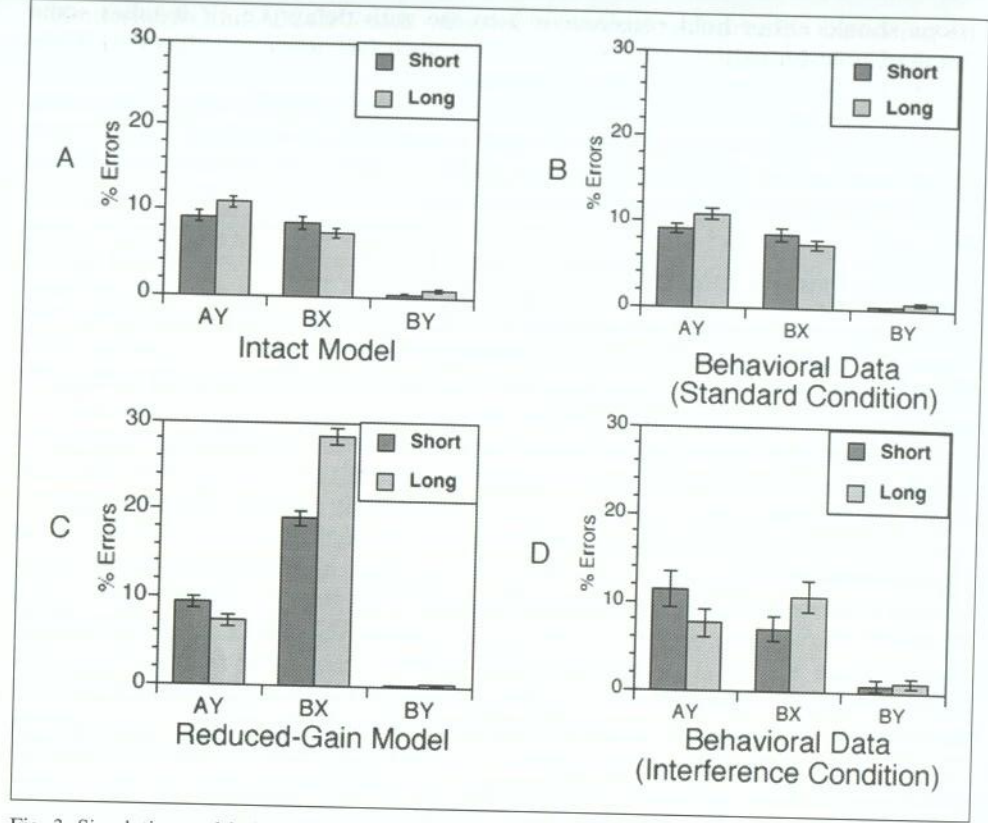 30
20
10
0
% Errors
A
Short
Long
AY BX BY
Intact Model
30
20
10
0
% Errors
B
Short
Long
AY BX BY
Behavioral Data
(Standard Condition)
30
20
10
0
% Errors
C
Short
Long
AY BX BY
Reduced-Gain Model
30
20
10
0
% Errors
D
Short
Long
AY BX BY
Behavioral Data
(Interference Condition)